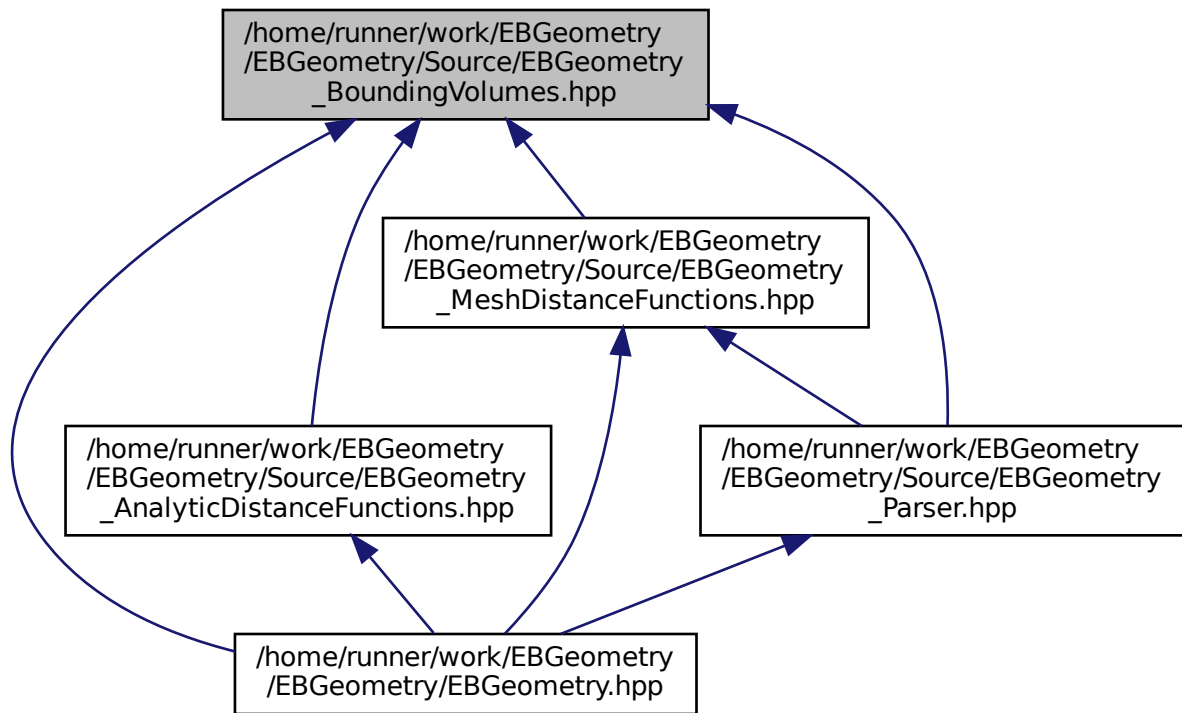 /home/runner/work/EBGeometry
/EBGeometry/Source/EBGeometry
_BoundingVolumes.hpp
/home/runner/work/EBGeometry
/EBGeometry/Source/EBGeometry
_MeshDistanceFunctions.hpp
/home/runner/work/EBGeometry
/EBGeometry/Source/EBGeometry
_AnalyticDistanceFunctions.hpp
/home/runner/work/EBGeometry
/EBGeometry/Source/EBGeometry
_Parser.hpp
/home/runner/work/EBGeometry
/EBGeometry/EBGeometry.hpp